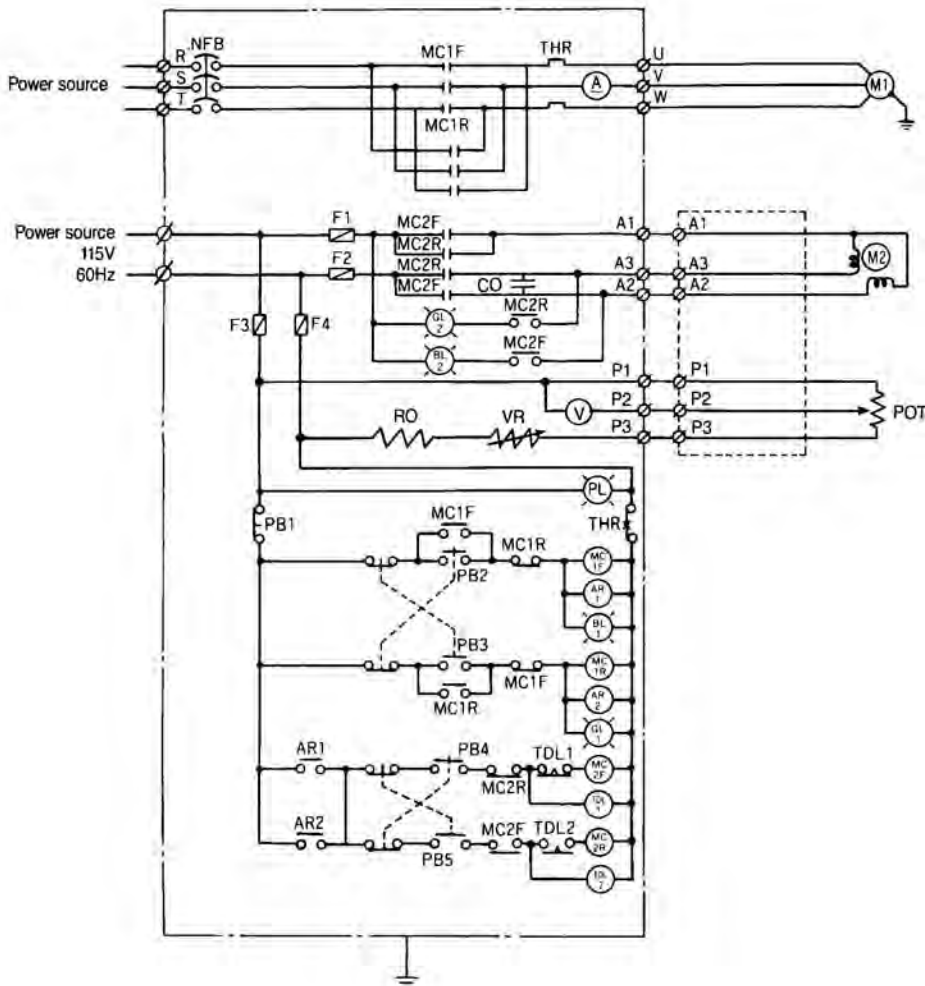 NFB
R
S
T
Power source
MC1F
THR
U
V
W
A
M1
MC1R
Power source
115V
60Hz
F1
F2
F3
F4
MC2F
MC2R
MC2R
MC2F
CO
MC2R
MC2F
GL 2
BL 2
A1
A3
A2
A1
A3
A2
M2
P1
P2
P3
P1
P2
P3
V
POT
RO
VR
PL
PB1
THR
MC1F
PB2
MC1R
MC 1F
AR 1
BL 1
PB3
MC1R
MC1F
MC 1R
AR 2
GL 1
AR1
PB4
MC2R
TDL1
MC 2F
TDL 1
AR2
PB5
MC2F
TDL2
MC 2R
TDL 2